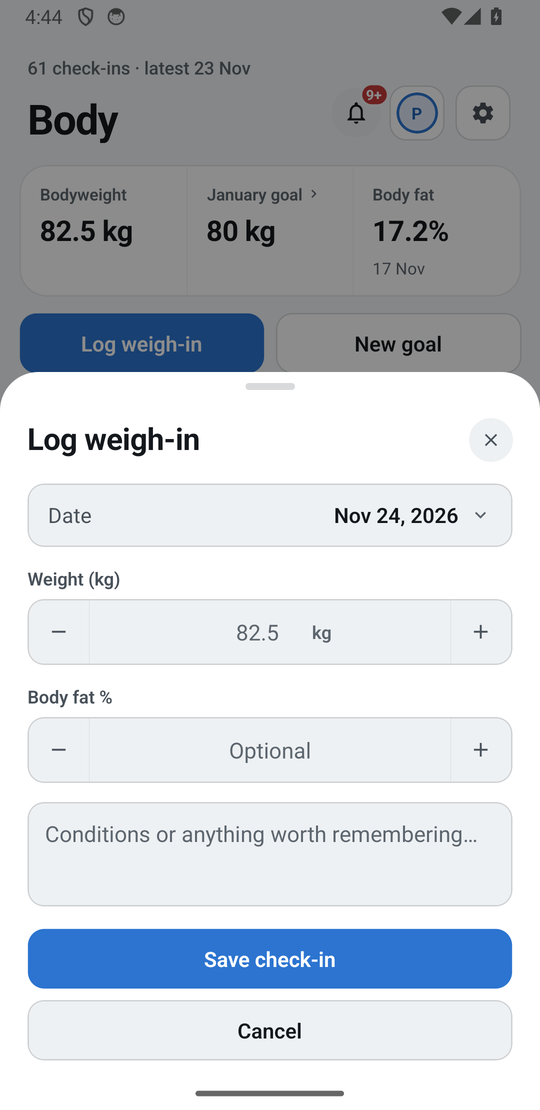 4:44
61 check-ins · latest 23 Nov
Body
9+
P
Bodyweight
82.5 kg
January goal
80 kg
Body fat
17.2%
17 Nov
Log weigh-in
New goal
Log weigh-in
Date
Nov 24, 2026
Weight (kg)
− 82.5 kg +
Body fat %
− Optional +
Conditions or anything worth remembering…
Save check-in
Cancel